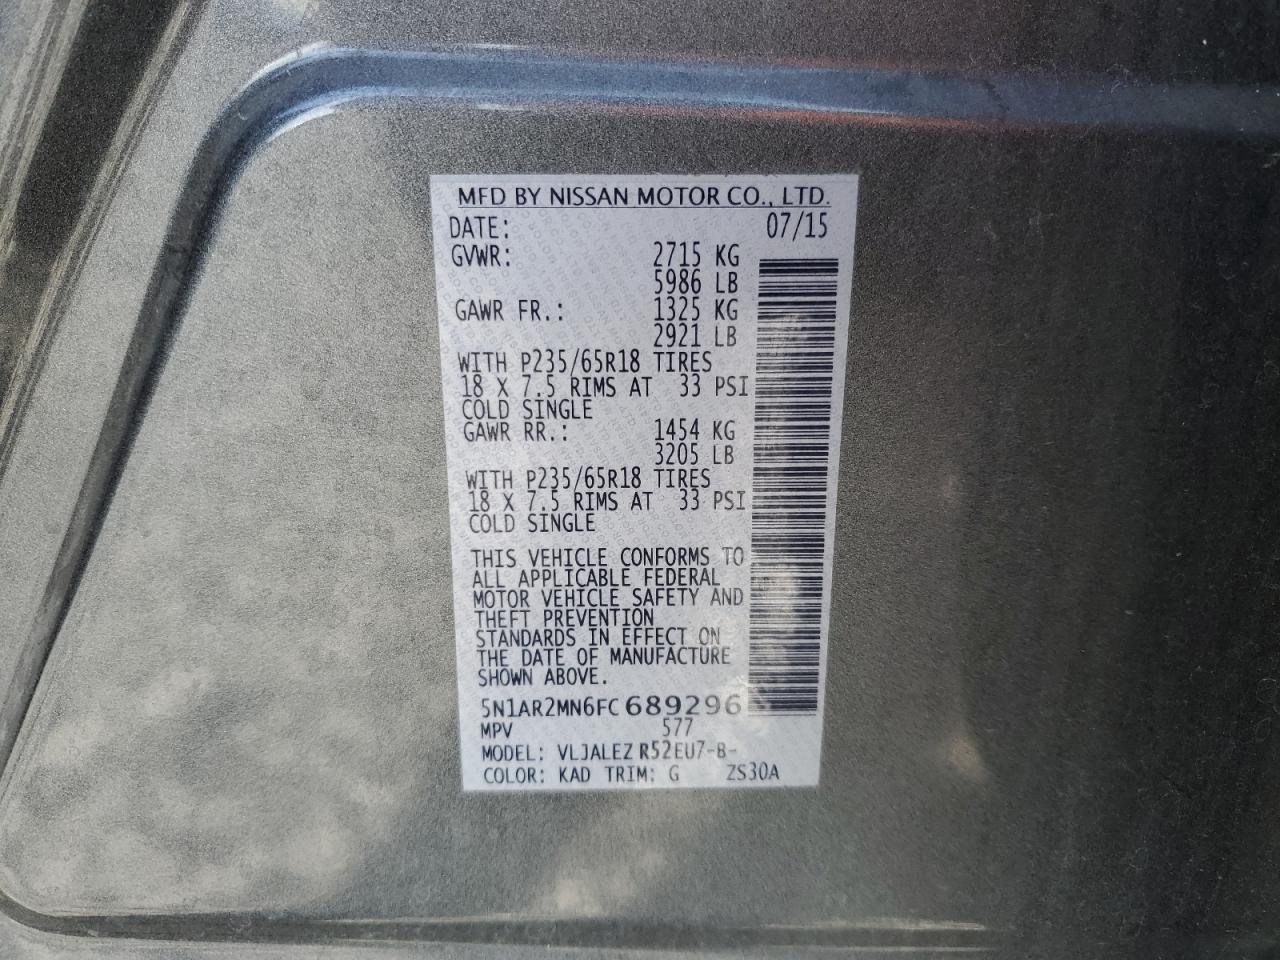 MFD BY NISSAN MOTOR CO., LTD.
DATE: 07/15
GVWR: 2715 KG
5986 LB
GAWR FR.: 1325 KG
2921 LB
WITH P235/65R18 TIRES
18 X 7.5 RIMS AT 33 PSI
COLD SINGLE
GAWR RR.: 1454 KG
3205 LB
WITH P235/65R18 TIRES
18 X 7.5 RIMS AT 33 PSI
COLD SINGLE
THIS VEHICLE CONFORMS TO
ALL APPLICABLE FEDERAL
MOTOR VEHICLE SAFETY AND
THEFT PREVENTION
STANDARDS IN EFFECT ON
THE DATE OF MANUFACTURE
SHOWN ABOVE.
5N1AR2MN6FC689296
MPV 577
MODEL: VLJALEZ R52EU7-B-
COLOR: KAD TRIM: G ZS30A